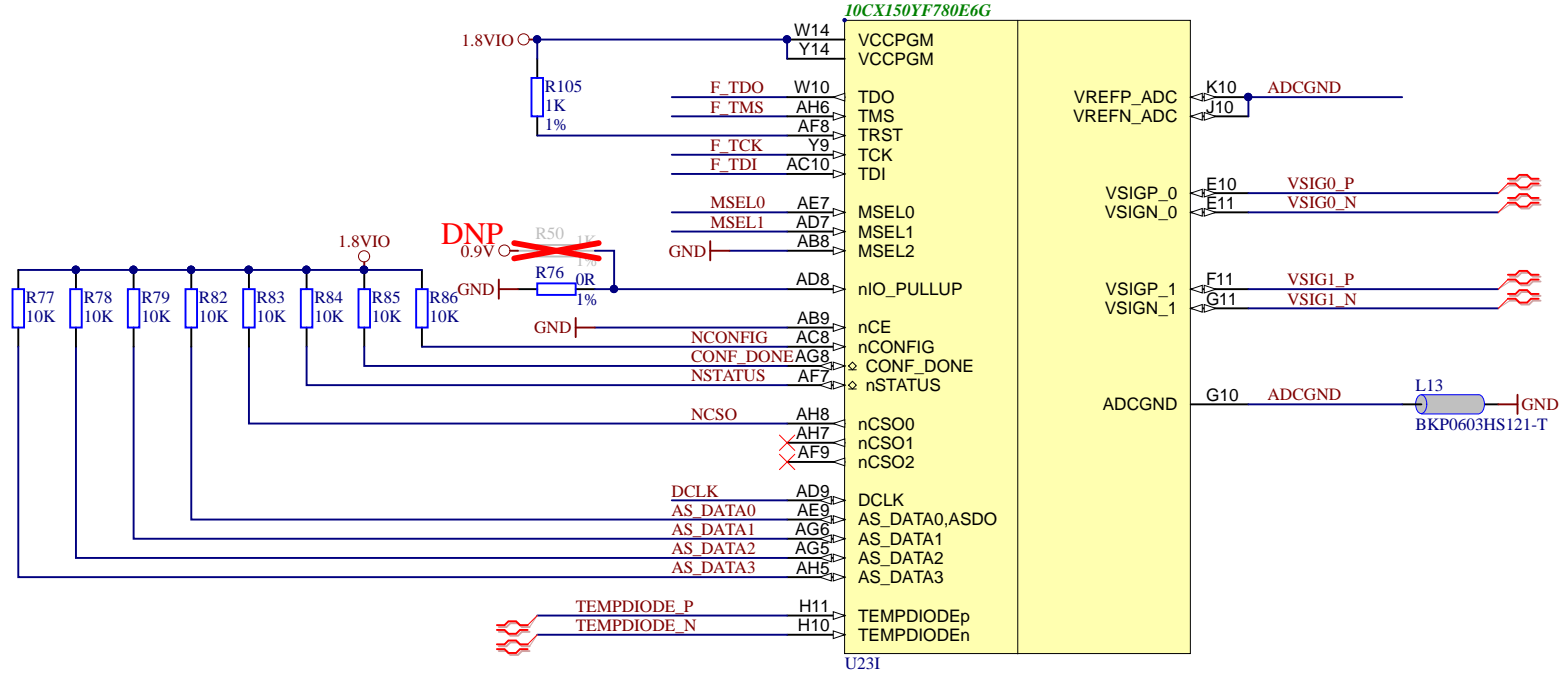 10CX150YF780E6G
1.8VIO
W14 VCCPGM
Y14 VCCPGM
R105
1K
1%
F_TDO W10 TDO
F_TMS AH6 TMS
AF8 TRST
F_TCK Y9 TCK
F_TDI AC10 TDI
MSEL0 AE7 MSEL0
MSEL1 AD7 MSEL1
GND AB8 MSEL2
DNP
R50
1K
1%
0.9V
1.8VIO
GND R76 0R
1%
AD8 nIO_PULLUP
R77
10K
R78
10K
R79
10K
R82
10K
R83
10K
R84
10K
R85
10K
R86
10K
GND AB9 nCE
NCONFIG AC8 nCONFIG
CONF_DONE AG8 CONF_DONE
NSTATUS AF7 nSTATUS
NCSO AH8 nCSO0
AH7 nCSO1
AF9 nCSO2
DCLK AD9 DCLK
AS_DATA0 AE9 AS_DATA0,ASDO
AS_DATA1 AG6 AS_DATA1
AS_DATA2 AG5 AS_DATA2
AS_DATA3 AH5 AS_DATA3
TEMPDIODE_P H11 TEMPDIODEp
TEMPDIODE_N H10 TEMPDIODEn
U23I
VREFP_ADC K10 ADCGND
VREFN_ADC J10
VSIGP_0 E10 VSIG0_P
VSIGN_0 E11 VSIG0_N
VSIGP_1 F11 VSIG1_P
VSIGN_1 G11 VSIG1_N
ADCGND G10 ADCGND
L13
GND
BKP0603HS121-T